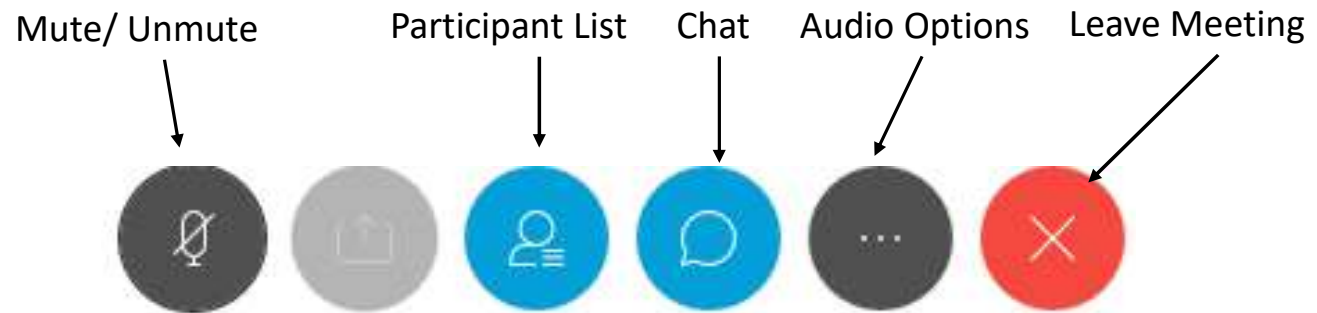 Mute/ Unmute
Participant List
Chat
Audio Options
Leave Meeting